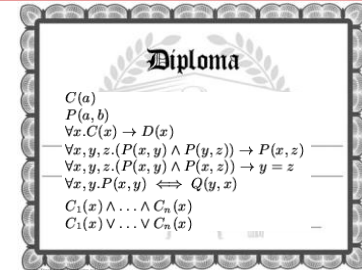 Diploma
C(a)
P(a, b)
∀x.C(x) → D(x)
∀x, y, z.(P(x, y) ∧ P(y, z)) → P(x, z)
∀x, y, z.(P(x, y) ∧ P(x, z)) → y = z
∀x, y.P(x, y) ⟺ Q(y, x)
C₁(x) ∧ … ∧ Cₙ(x)
C₁(x) ∨ … ∨ Cₙ(x)